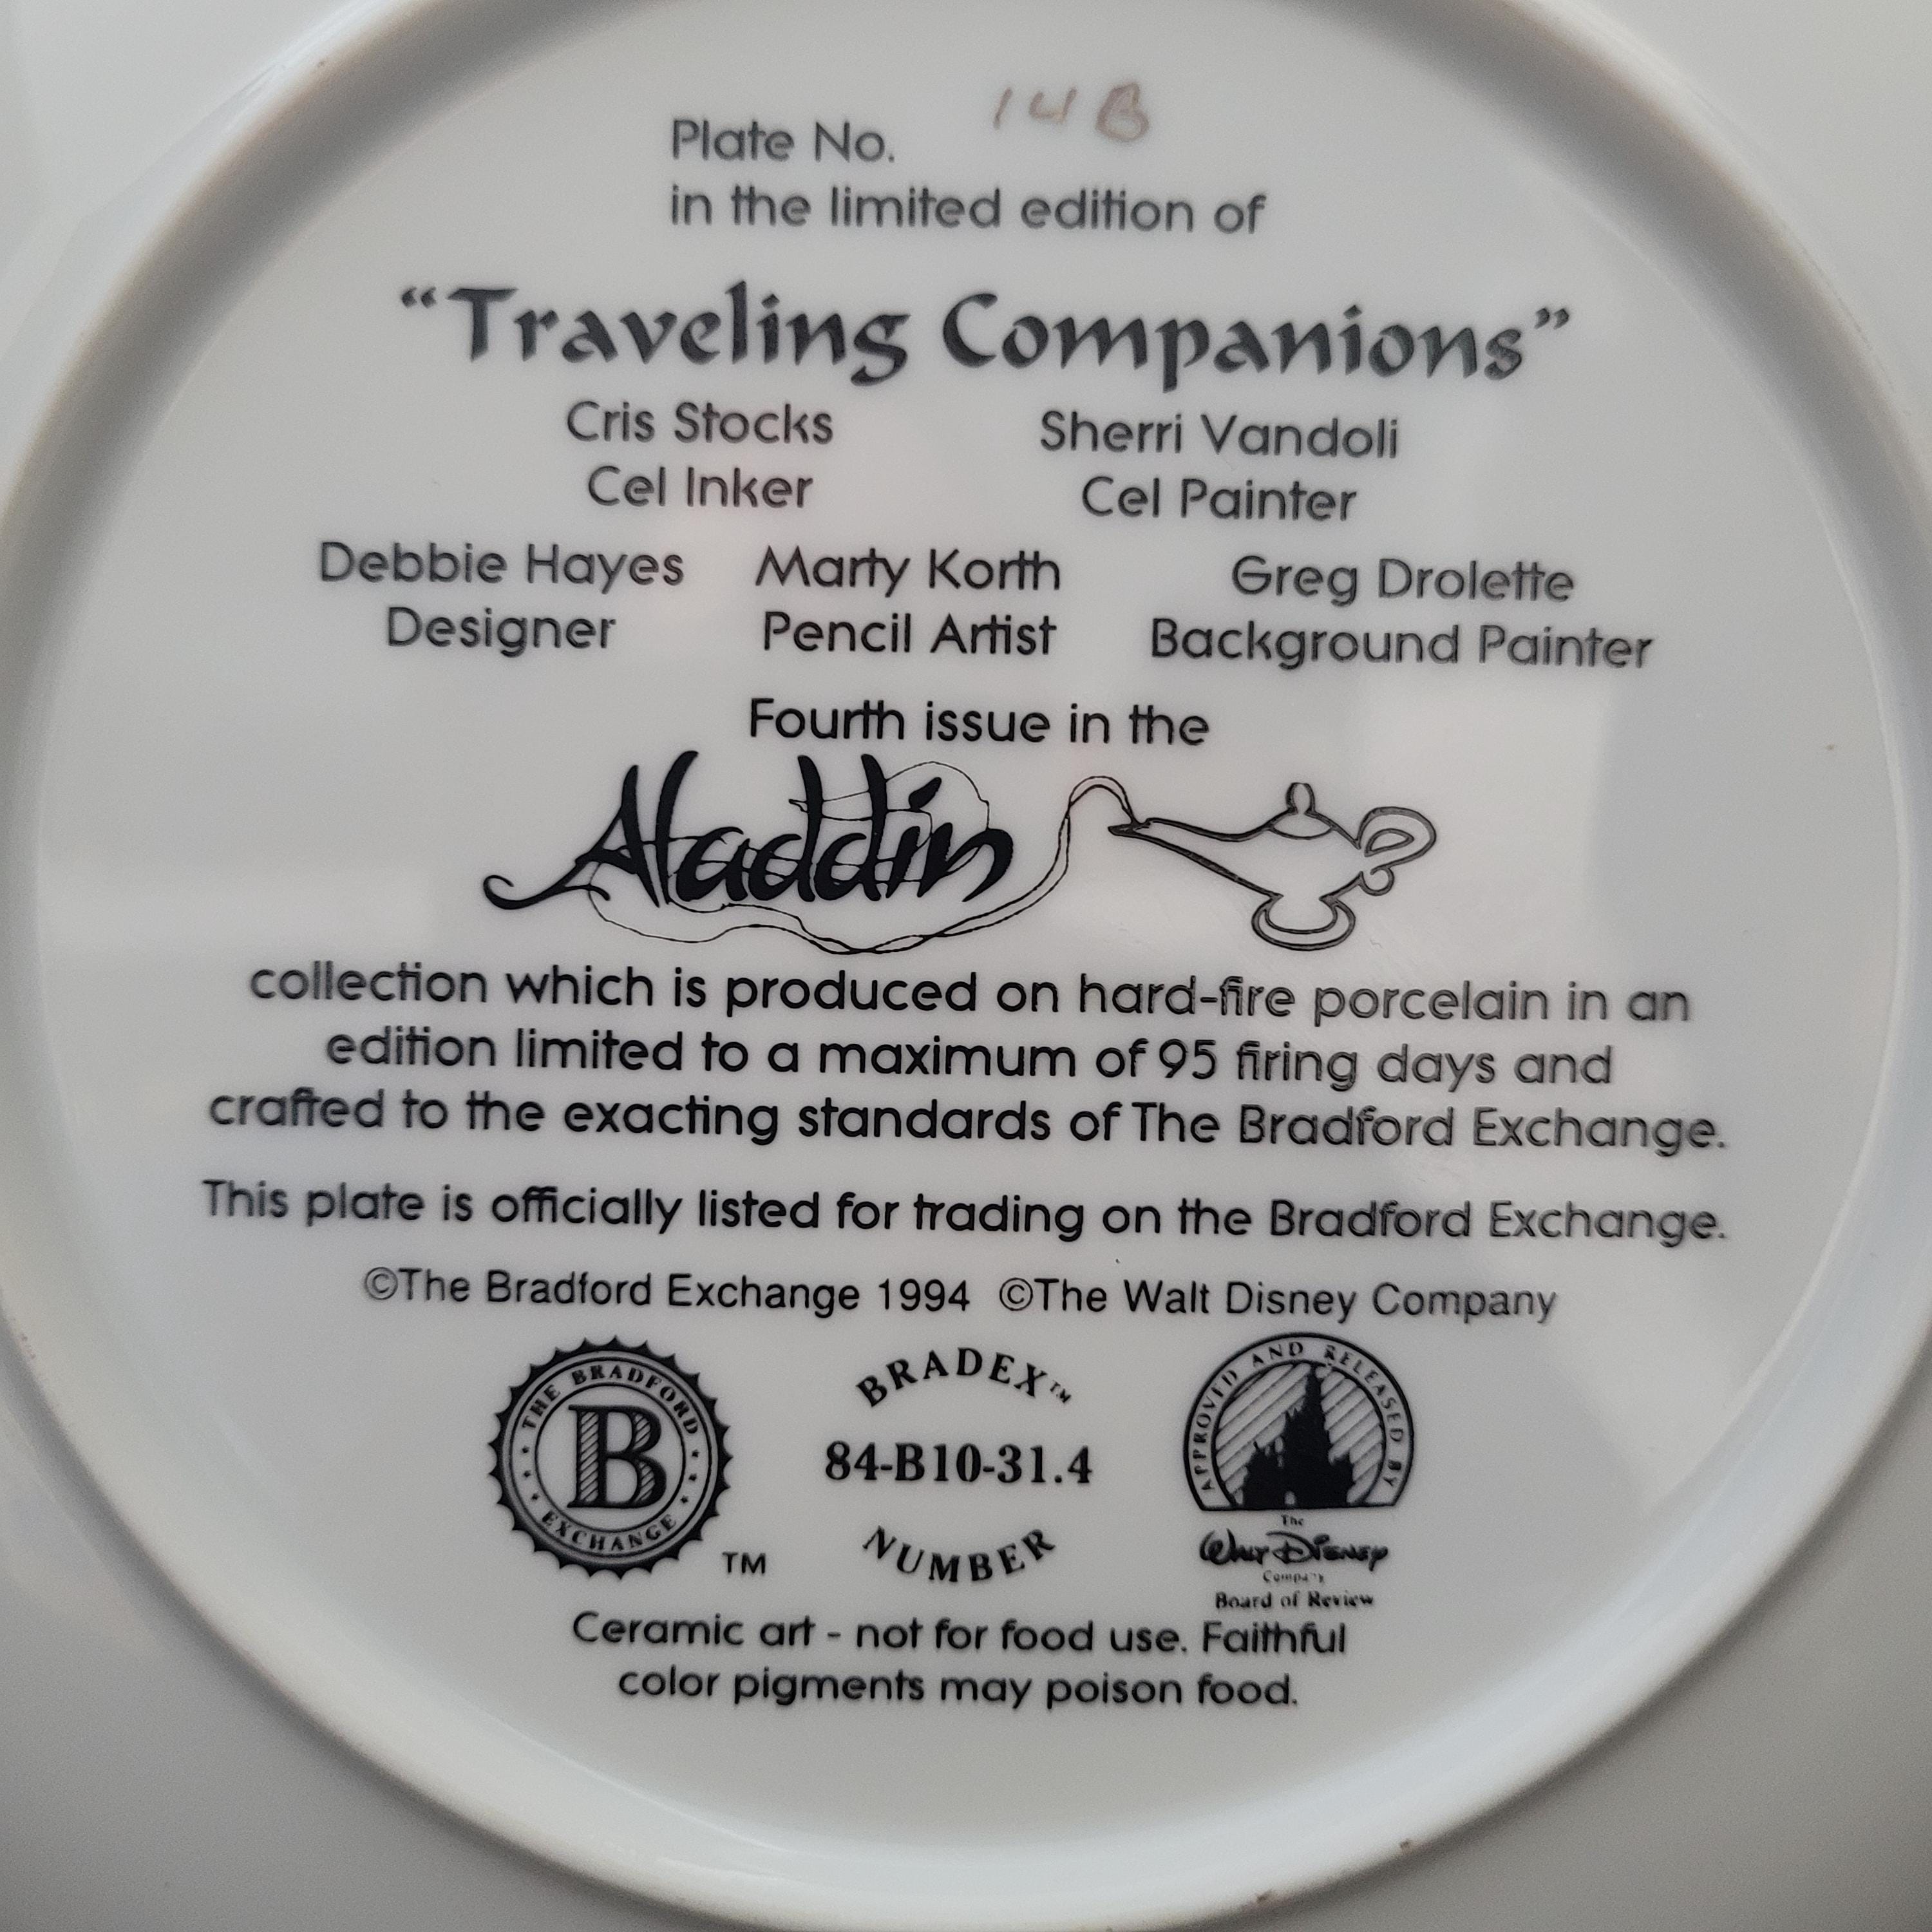 Plate No. 14B
in the limited edition of
“Traveling Companions”
Cris Stocks Sherri Vandoli
Cel Inker Cel Painter
Debbie Hayes Marty Korth Greg Drolette
Designer Pencil Artist Background Painter
Fourth issue in the
Aladdin
collection which is produced on hard-fire porcelain in an
edition limited to a maximum of 95 firing days and
crafted to the exacting standards of The Bradford Exchange.
This plate is officially listed for trading on the Bradford Exchange.
©The Bradford Exchange 1994 ©The Walt Disney Company
THE BRADFORD
B
EXCHANGE
TM
BRADEX™
84-B10-31.4
NUMBER
APPROVED AND RELEASED BY
The
Walt Disney
Company
Board of Review
Ceramic art - not for food use. Faithful
color pigments may poison food.